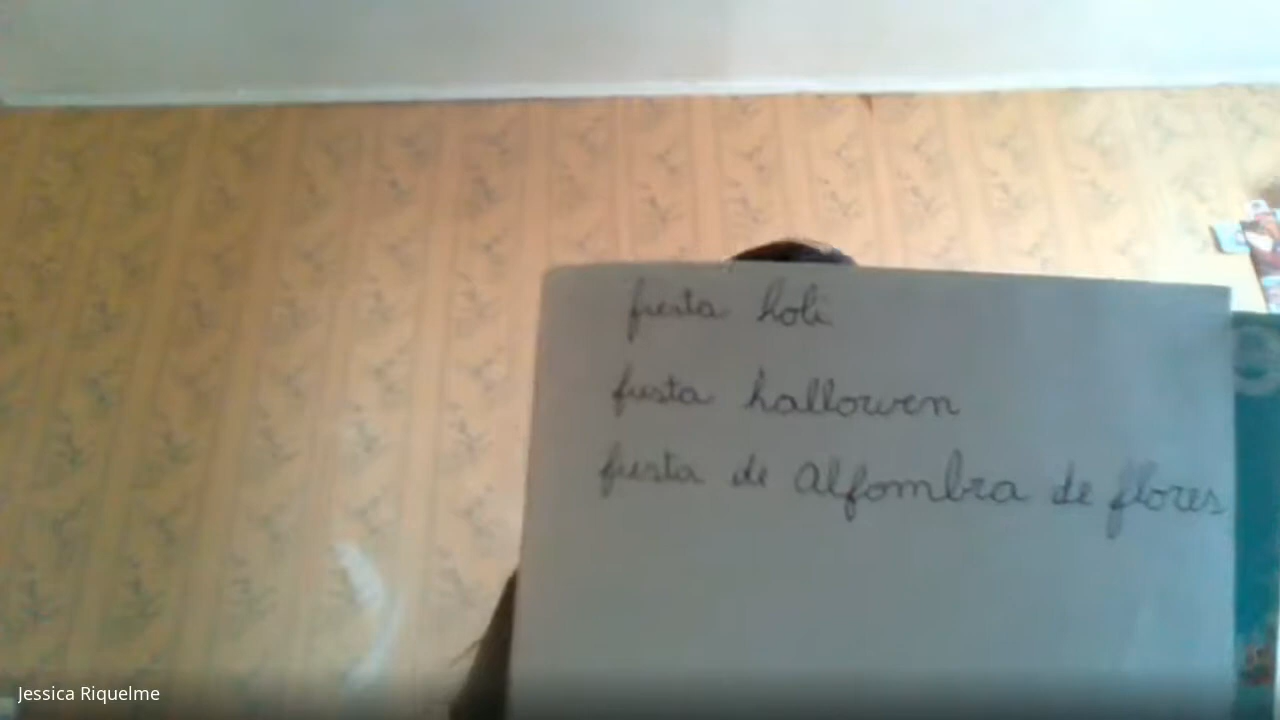 fiesta holi
fiesta hallowen
fiesta de Alfombra de flores
Jessica Riquelme